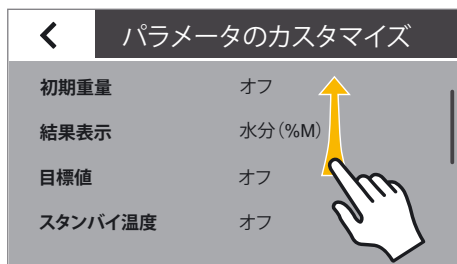 パラメータのカスタマイズ
初期重量 オフ
結果表示 水分（%M）
目標値 オフ
スタンバイ温度 オフ